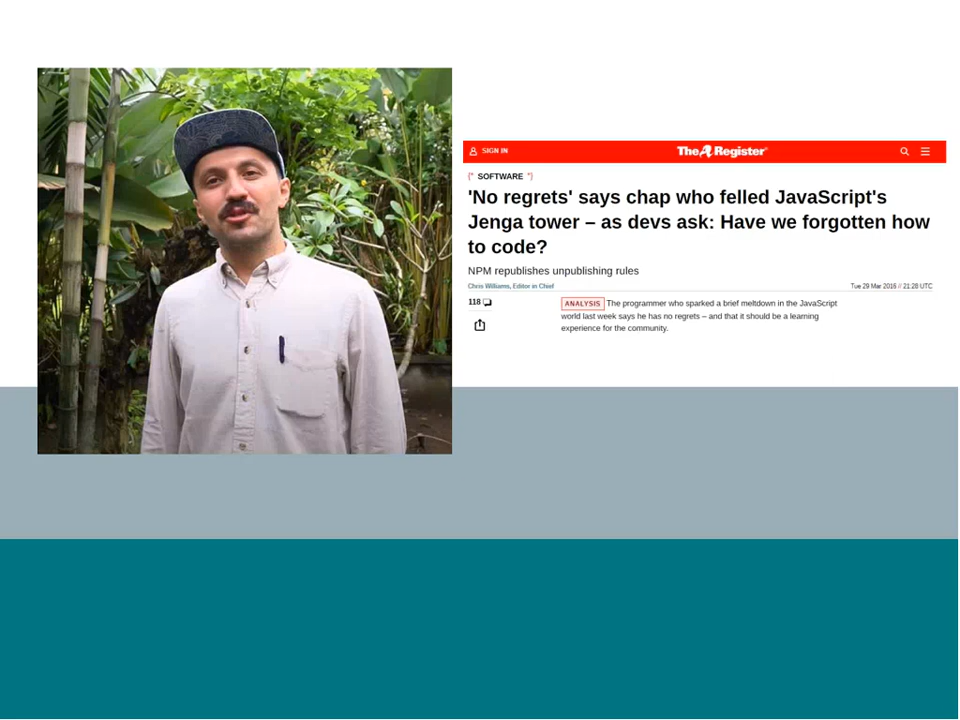 SIGN IN
The Register®
{* SOFTWARE *}
'No regrets' says chap who felled JavaScript's
Jenga tower – as devs ask: Have we forgotten how
to code?
NPM republishes unpublishing rules
Chris Williams, Editor in Chief
Tue 29 Mar 2016 // 21:28 UTC
118
ANALYSIS The programmer who sparked a brief meltdown in the JavaScript
world last week says he has no regrets – and that it should be a learning
experience for the community.